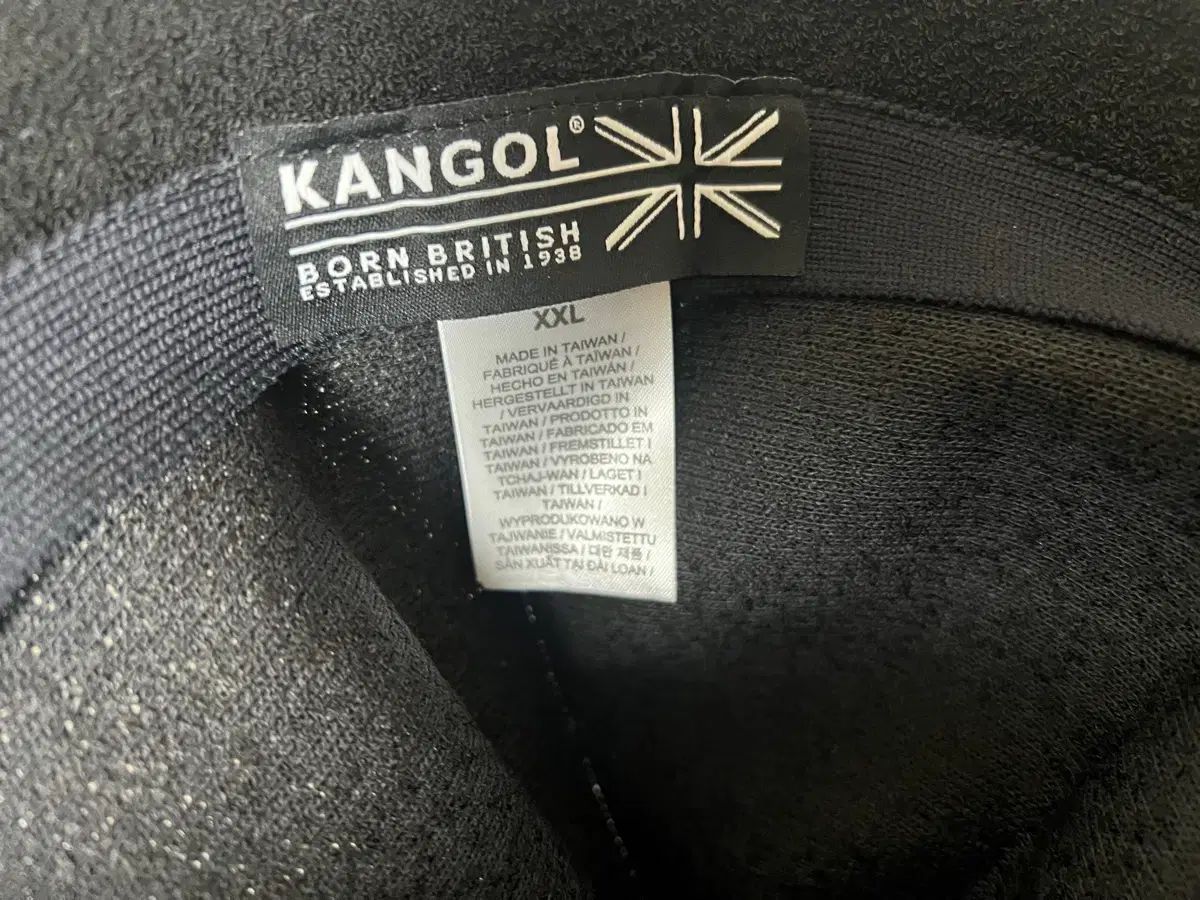 KANGOL®
BORN BRITISH
ESTABLISHED IN 1938
XXL
MADE IN TAIWAN /
FABRIQUÉ À TAÏWAN /
HECHO EN TAIWÁN /
HERGESTELLT IN TAIWAN
/ VERVAARDIGD IN
TAIWAN / PRODOTTO IN
TAIWAN / FABRICADO EM
TAIWAN / FREMSTILLET I
TAIWAN / VYROBENO NA
TCHAJ-WAN / LAGET I
TAIWAN / TILLVERKAD I
TAIWAN /
WYPRODUKOWANO W
TAJWANIE / VALMISTETTU
TAIWANISSA / 대만 제품 /
SẢN XUẤT TẠI ĐÀI LOAN /